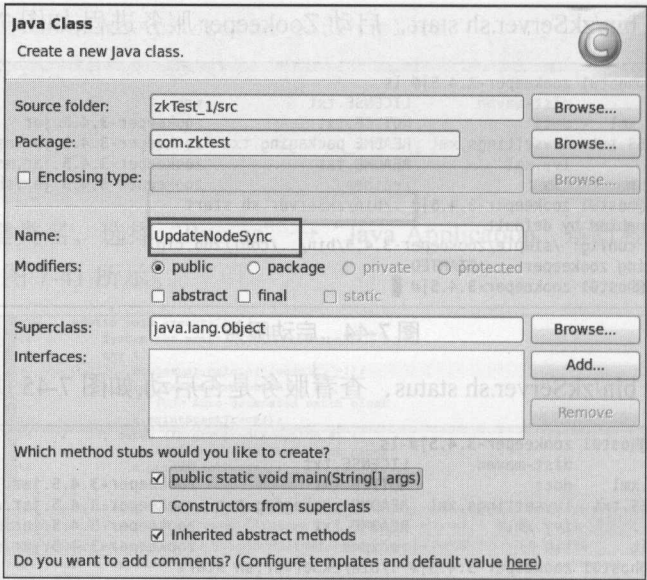 Java Class
Create a new Java class.
Source folder: zkTest_1/src Browse...
Package: com.zktest Browse...
Enclosing type: Browse...
Name: UpdateNodeSync
Modifiers: public package private protected
abstract final static
Superclass: java.lang.Object Browse...
Interfaces: Add...
Remove
Which method stubs would you like to create?
public static void main(String[] args)
Constructors from superclass
Inherited abstract methods
Do you want to add comments? (Configure templates and default value here)